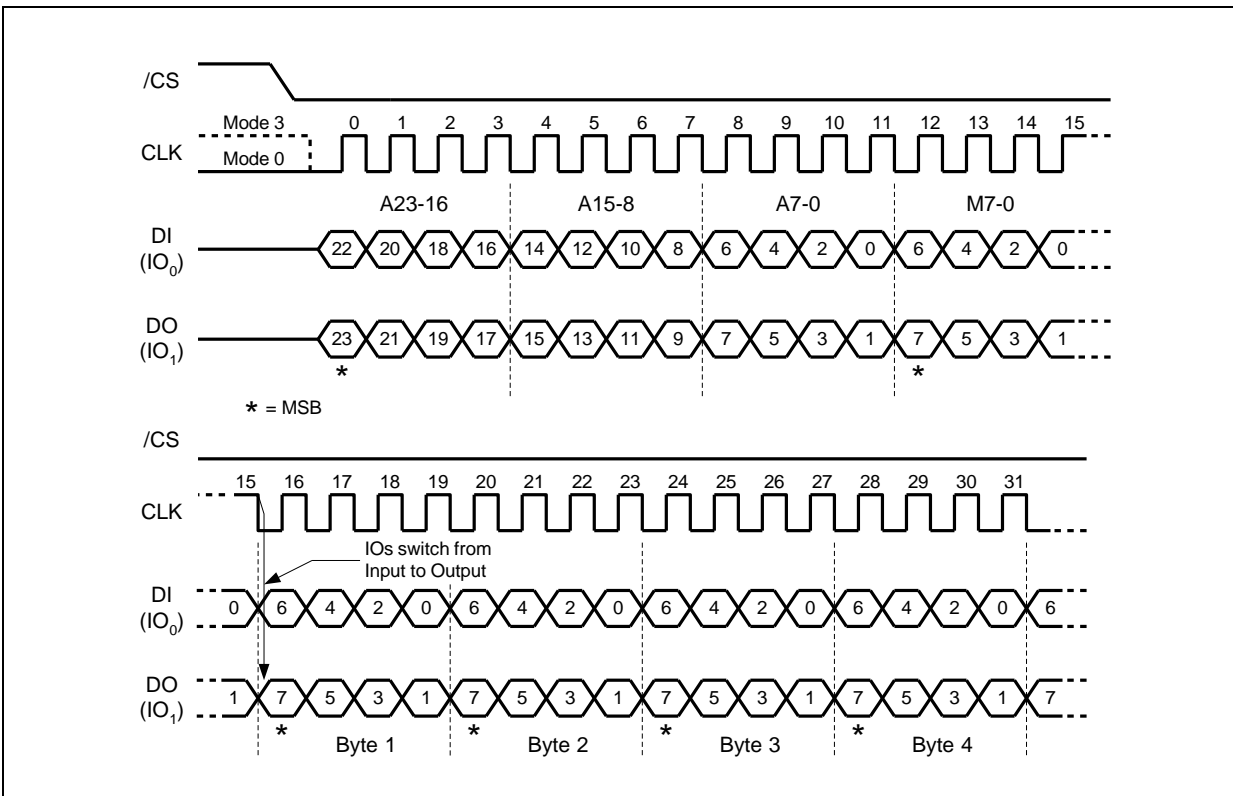 /CS
Mode 3 0 1 2 3 4 5 6 7 8 9 10 11 12 13 14 15
CLK
Mode 0
A23-16 A15-8 A7-0 M7-0
DI
(IO0)
22 20 18 16 14 12 10 8 6 4 2 0 6 4 2 0
DO
(IO1)
23 21 19 17 15 13 11 9 7 5 3 1 7 5 3 1
* *
* = MSB
/CS
15 16 17 18 19 20 21 22 23 24 25 26 27 28 29 30 31
CLK
IOs switch from
Input to Output
DI
(IO0)
0 6 4 2 0 6 4 2 0 6 4 2 0 6 4 2 0 6
DO
(IO1)
1 7 5 3 1 7 5 3 1 7 5 3 1 7 5 3 1 7
* * * *
Byte 1 Byte 2 Byte 3 Byte 4